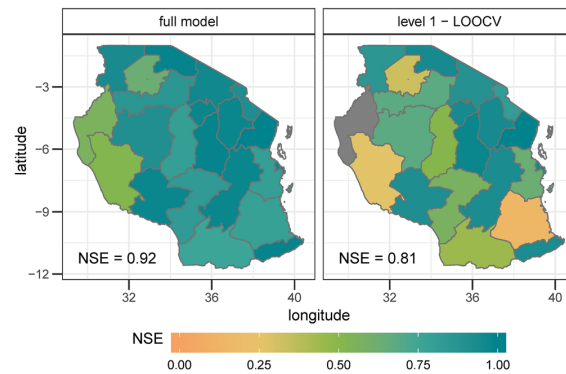 full model
level 1 − LOOCV
latitude
−3
−6
−9
−12
NSE = 0.92
NSE = 0.81
32
36
40
32
36
40
longitude
NSE
0.00
0.25
0.50
0.75
1.00